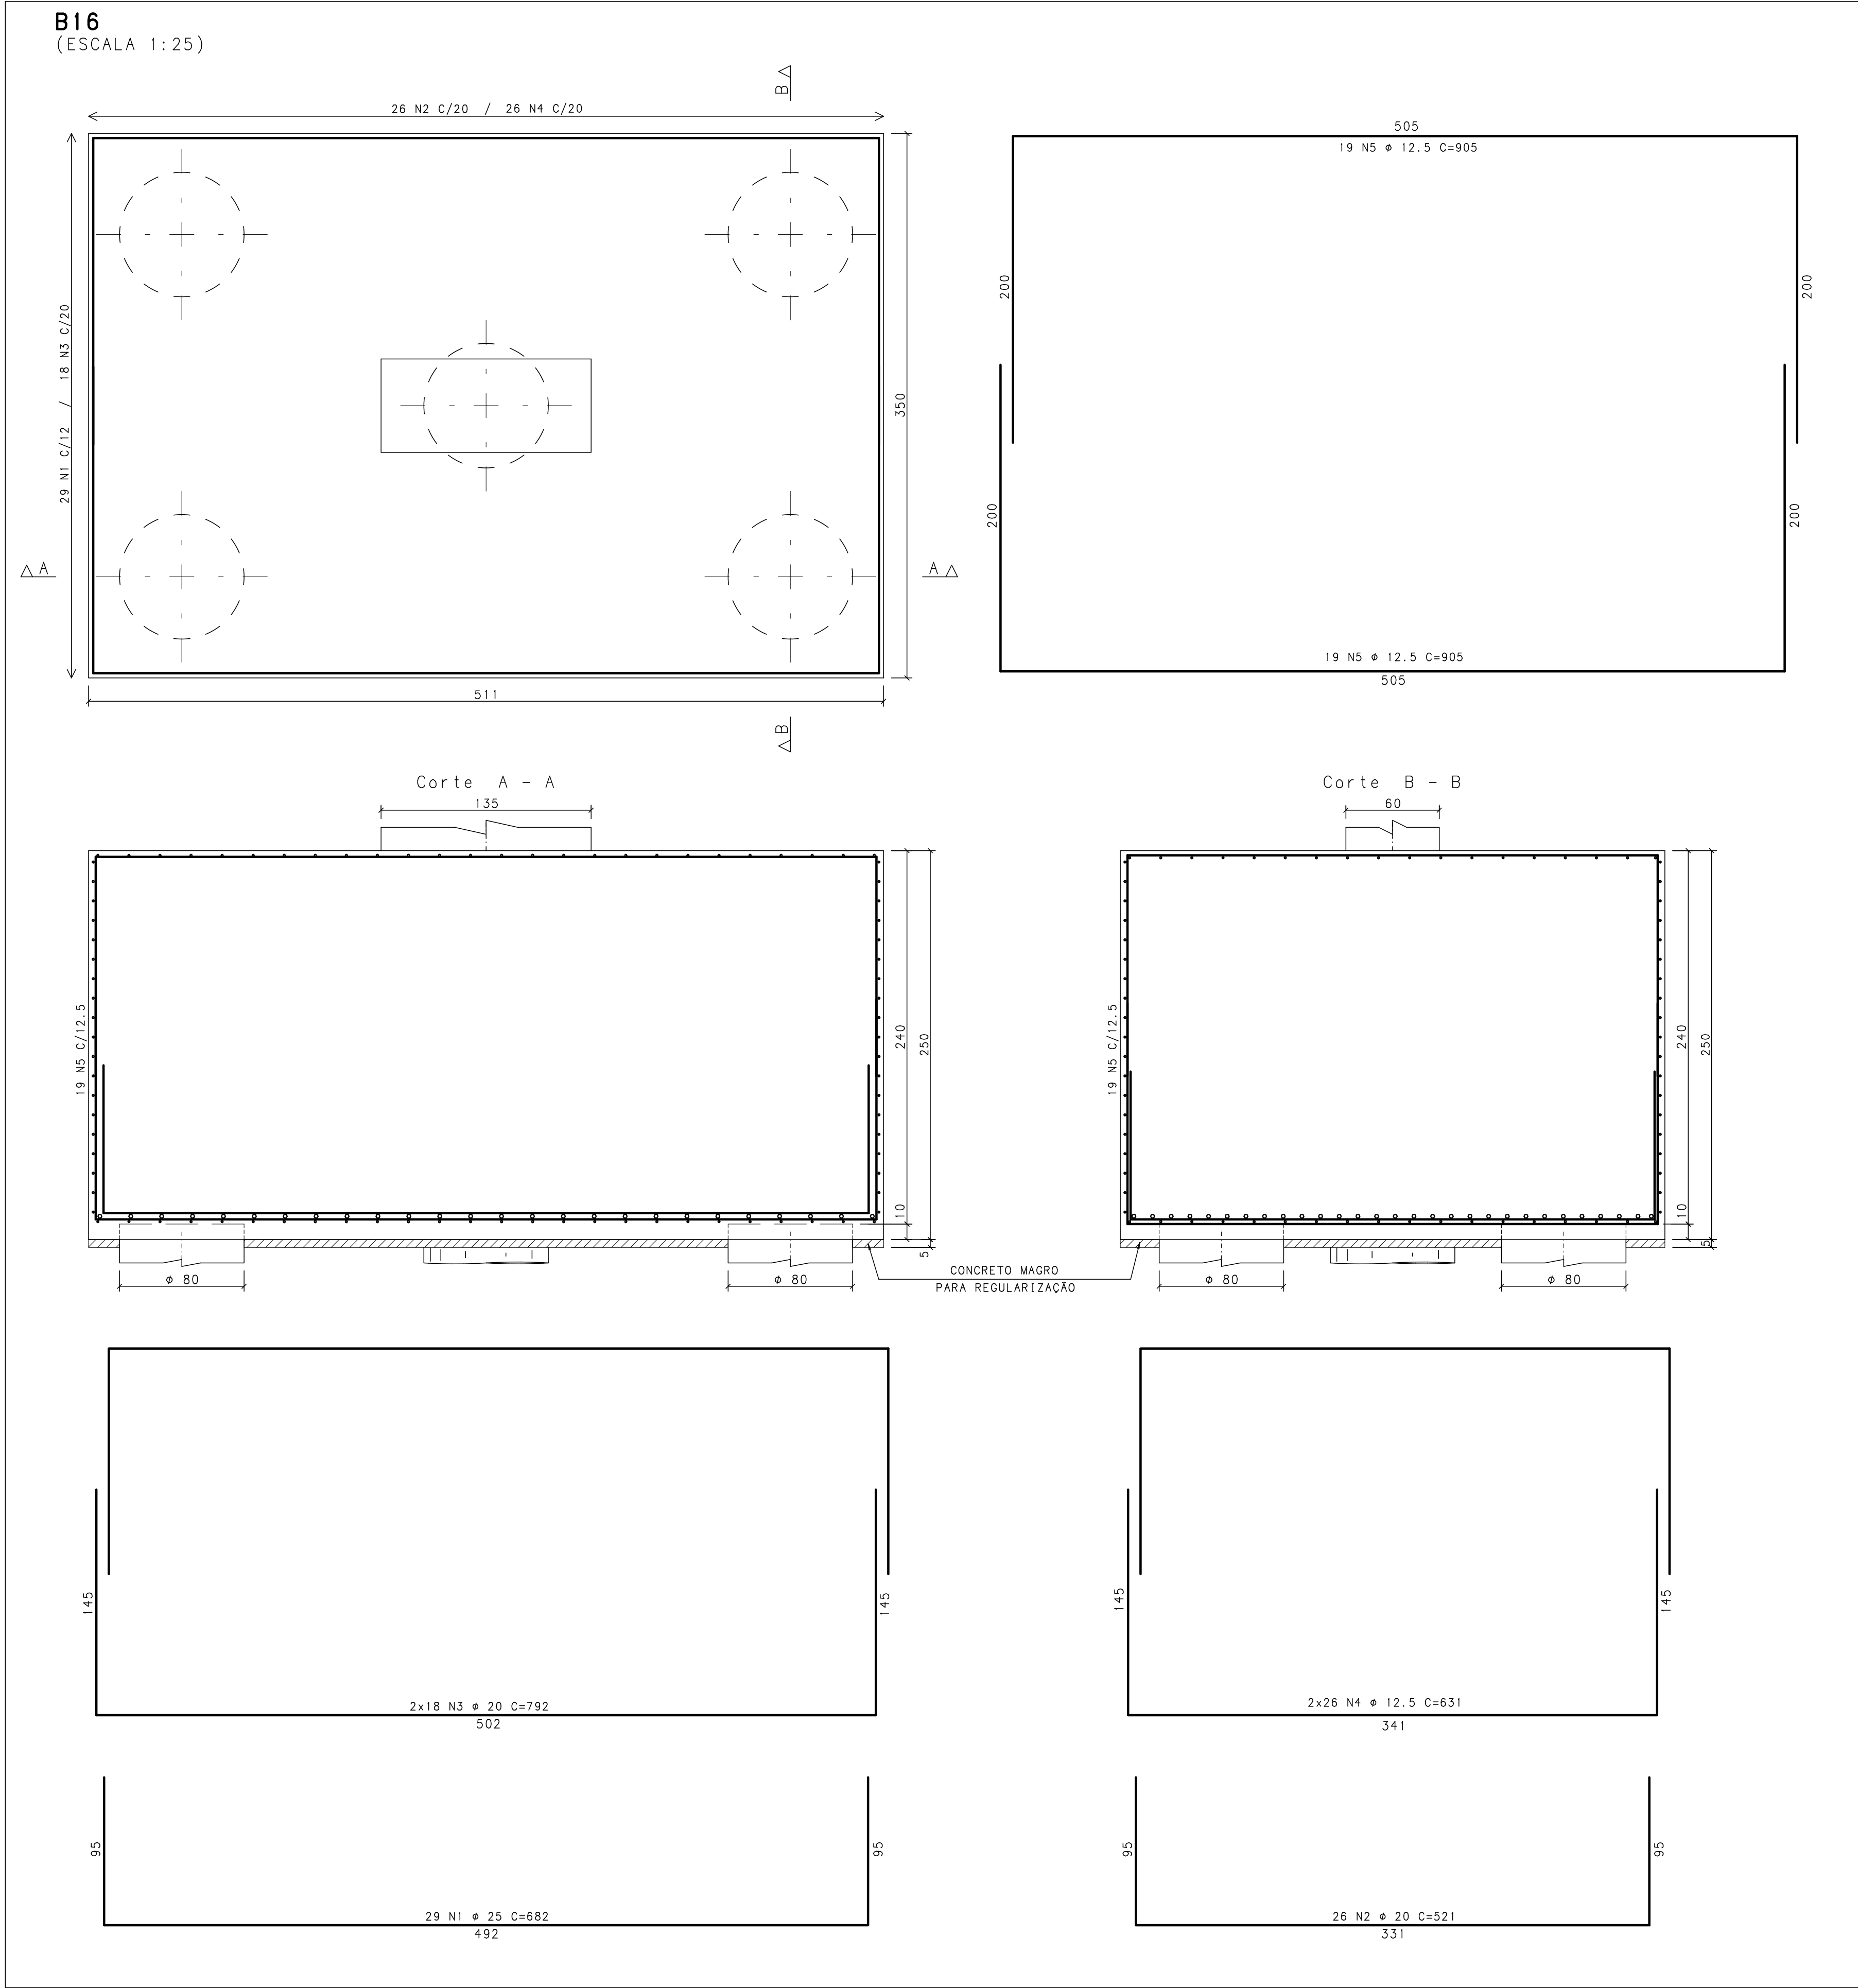 B16
(ESCALA 1:25)
B
26 N2 C/20 / 26 N4 C/20
29 N1 C/12 / 18 N3 C/20
350
A
A
511
B
505
19 N5 ϕ 12.5 C=905
200
200
200
200
19 N5 ϕ 12.5 C=905
505
Corte A - A
135
19 N5 C/12.5
240
250
10
5
ϕ 80
ϕ 80
CONCRETO MAGRO
PARA REGULARIZAÇÃO
Corte B - B
60
19 N5 C/12.5
240
250
10
5
ϕ 80
ϕ 80
145
145
2x18 N3 ϕ 20 C=792
502
145
145
2x26 N4 ϕ 12.5 C=631
341
95
95
29 N1 ϕ 25 C=682
492
95
95
26 N2 ϕ 20 C=521
331